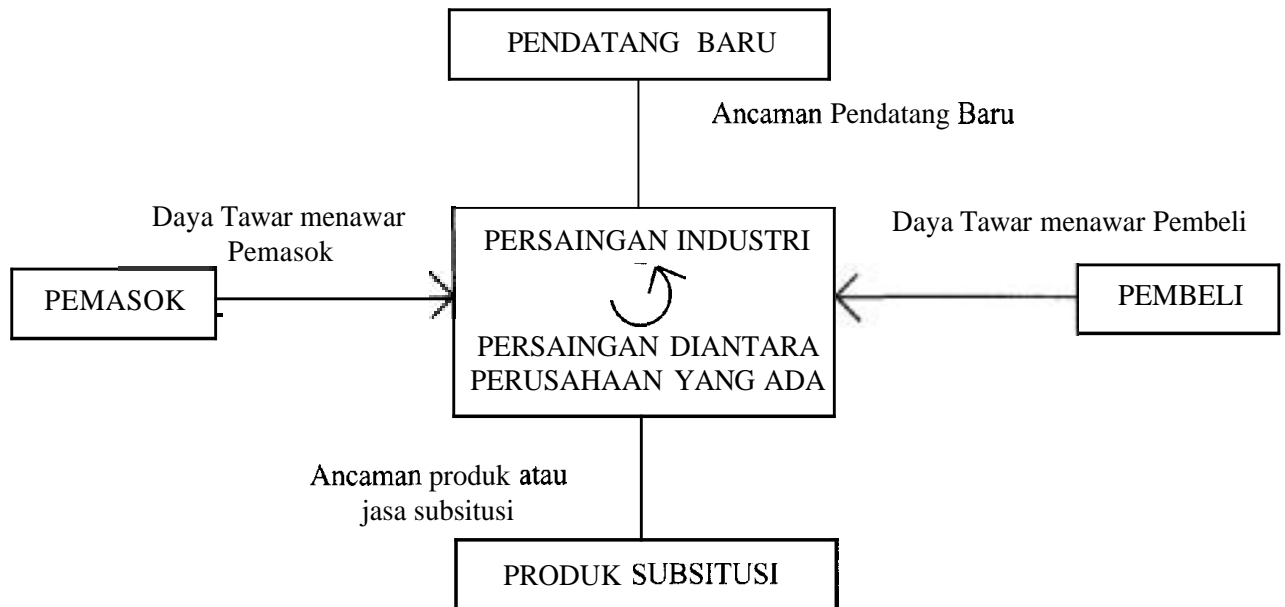 PENDATANG BARU
Ancaman Pendatang Baru
Daya Tawar menawar
Pemasok
PEMASOK
PERSAINGAN INDUSTRI
PERSAINGAN DIANTARA
PERUSAHAAN YANG ADA
Daya Tawar menawar Pembeli
PEMBELI
Ancaman produk atau
jasa subsitusi
PRODUK SUBSITUSI